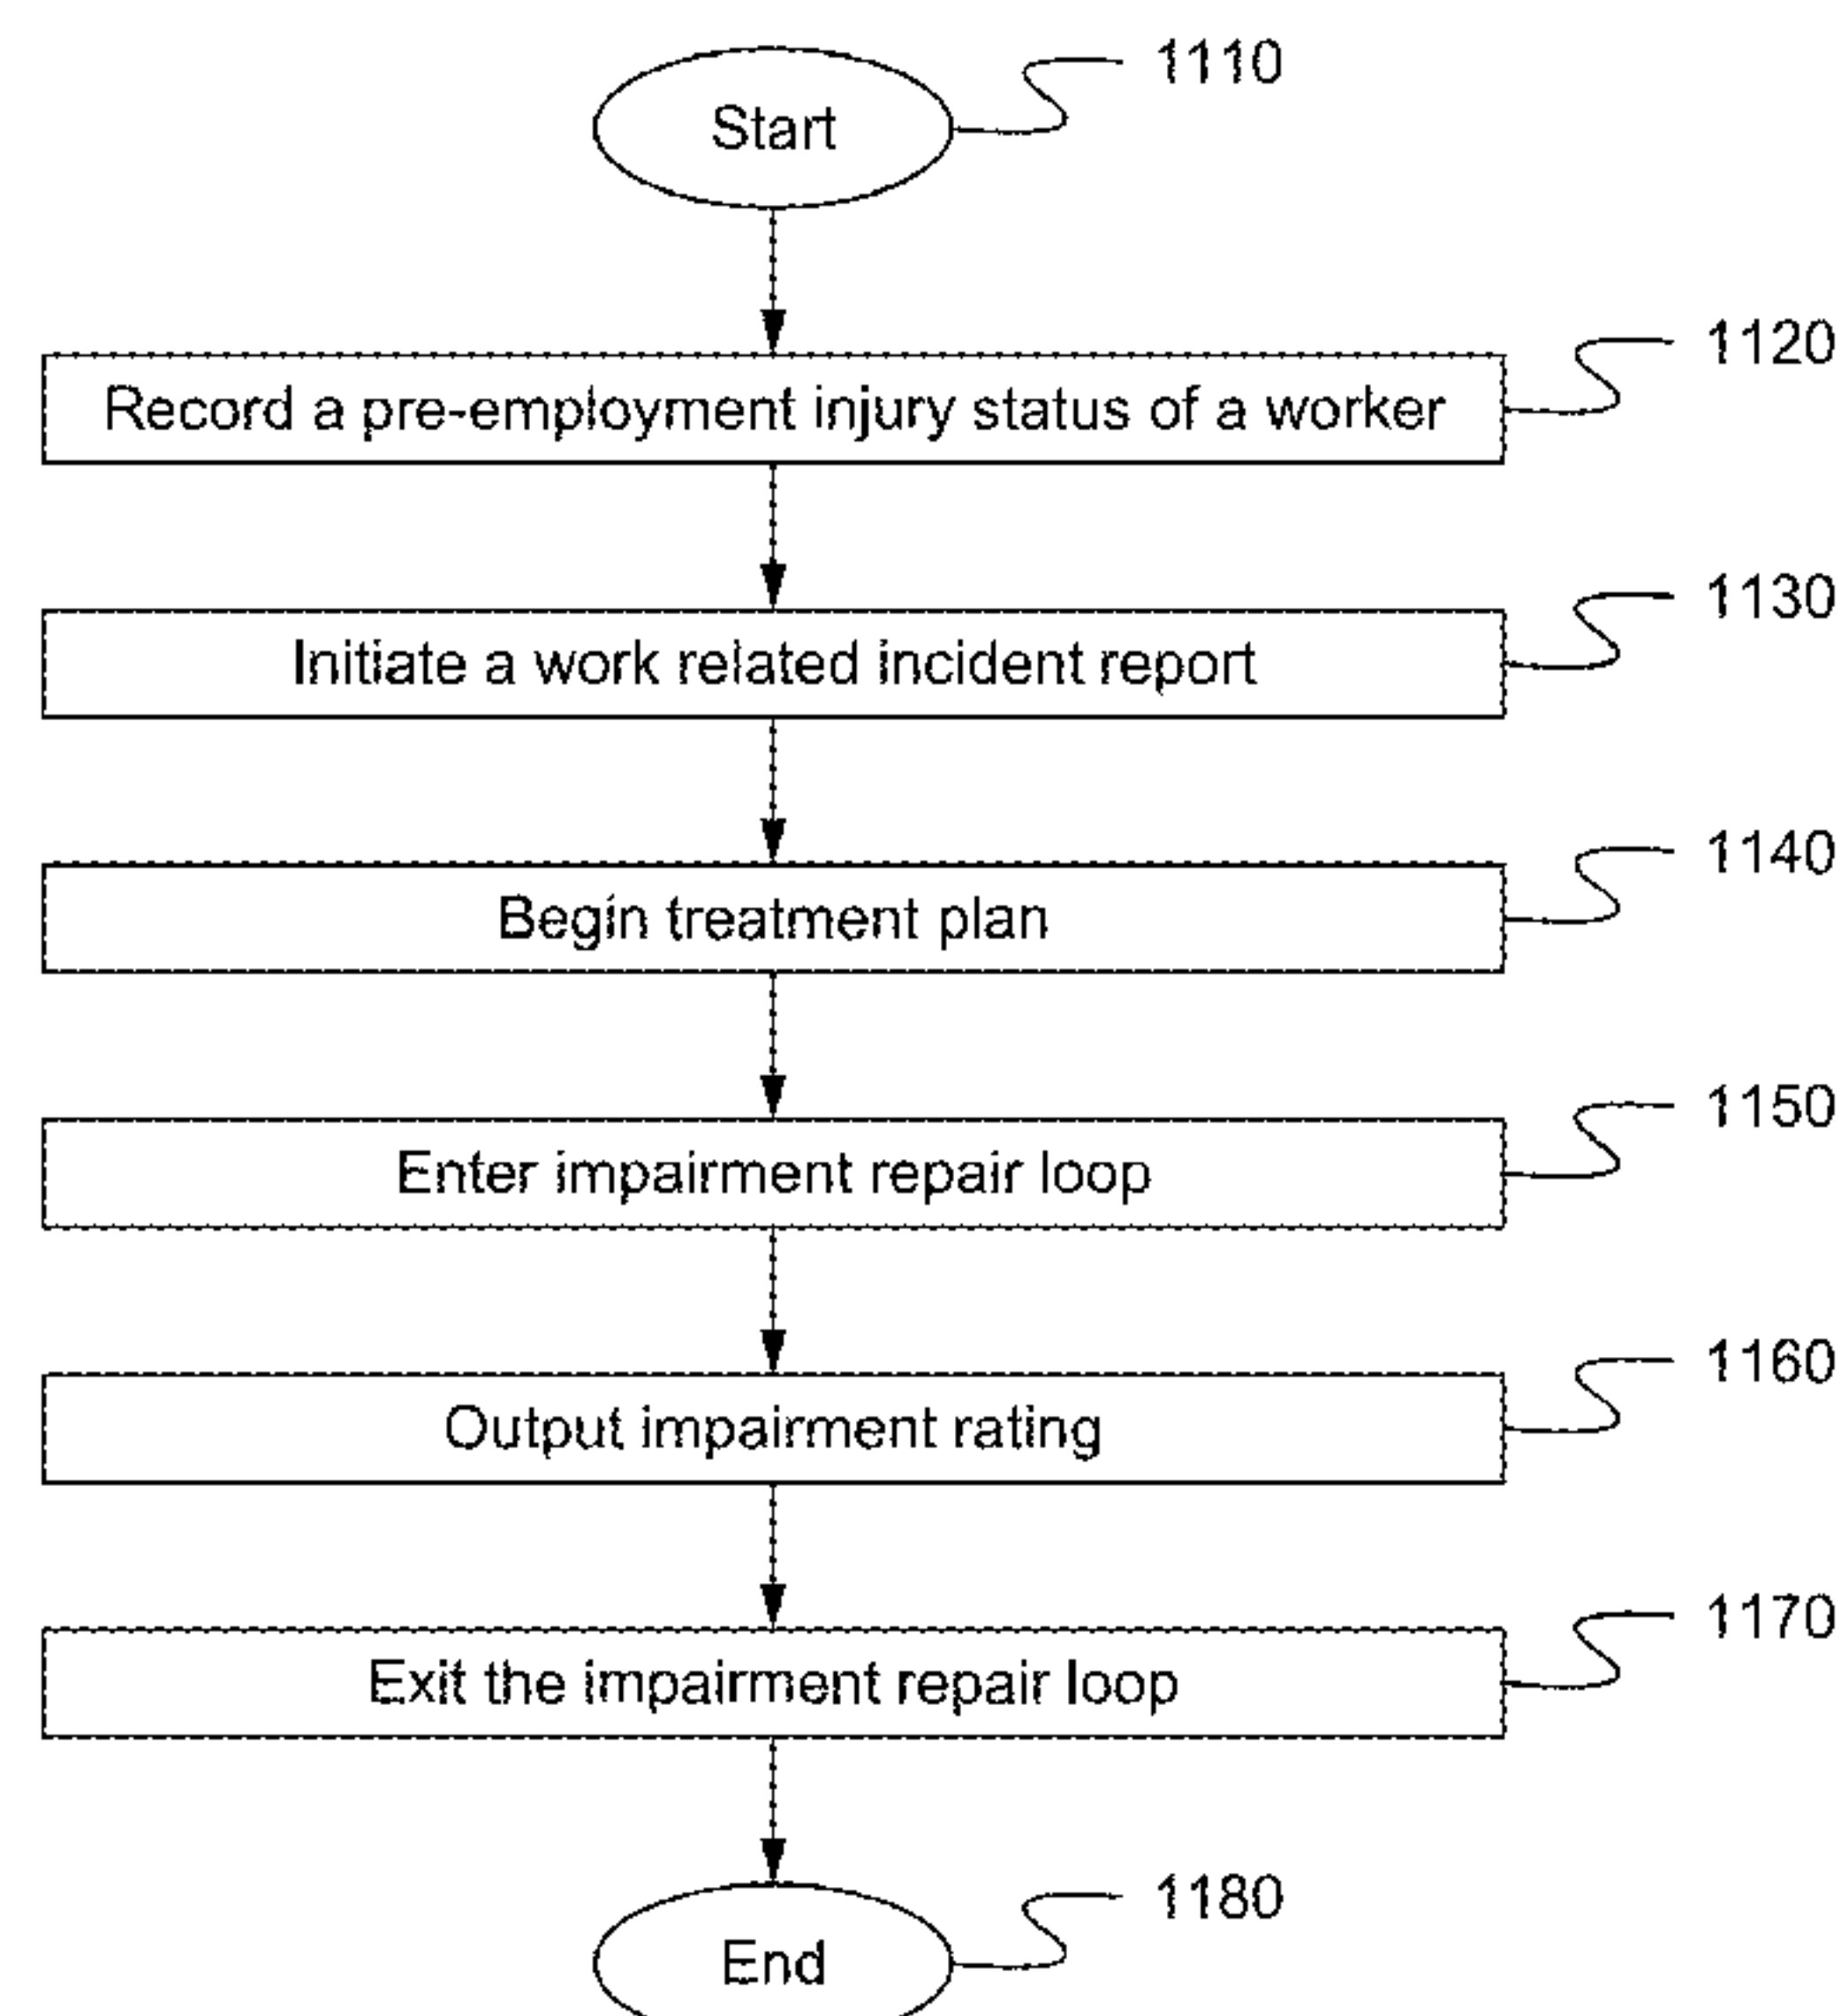 Start
1110
Record a pre-employment injury status of a worker
1120
Initiate a work related incident report
1130
Begin treatment plan
1140
Enter impairment repair loop
1150
Output impairment rating
1160
Exit the impairment repair loop
1170
End
1180